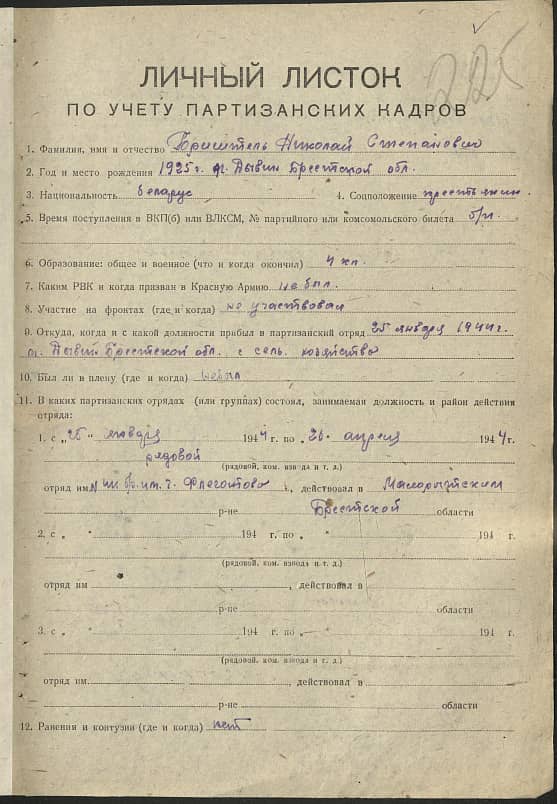 225
ЛИЧНЫЙ ЛИСТОК
ПО УЧЕТУ ПАРТИЗАНСКИХ КАДРОВ
1. Фамилия, имя и отчество Николай Степанович
2. Год и место рождения 1925 г. м. Дывин Брестской обл.
3. Национальность беларус 4. Соцположение крестьянин
5. Время поступления в ВКП(б) или ВЛКСМ, № партийного или комсомольского билета б/п.
6. Образование: общее и военное (что и когда окончил) 4 кл.
7. Каким РВК и когда призван в Красную Армию не был.
8. Участие на фронтах (где и когда) не участвовал
9. Откуда, когда и с какой должности прибыл в партизанский отряд 25 января 1944 г.
м. Дывин Брестской обл. с сель. хозяйства
10. Был ли в плену (где и когда) небыл
11. В каких партизанских отрядах (или группах) состоял, занимаемая должность и район действия
отряда:
1. с „25" января 1944 г. по „26" апреля 1944 г.
рядовой
(рядовой, ком. взвода и т. д.)
отряд им. Флегонтова, действовал в Малорытским
р-не Брестской области
2. с „ " 194 г. по „ " 194 г.
(рядовой, ком. взвода и т. д.)
отряд им , действовал в
р-не области
3. с „ " 194 г. по „ " 194 г.
(рядовой, ком. взвода и т. д.)
отряд им. , действовал в
р-не области
12. Ранения и контузии (где и когда) нет